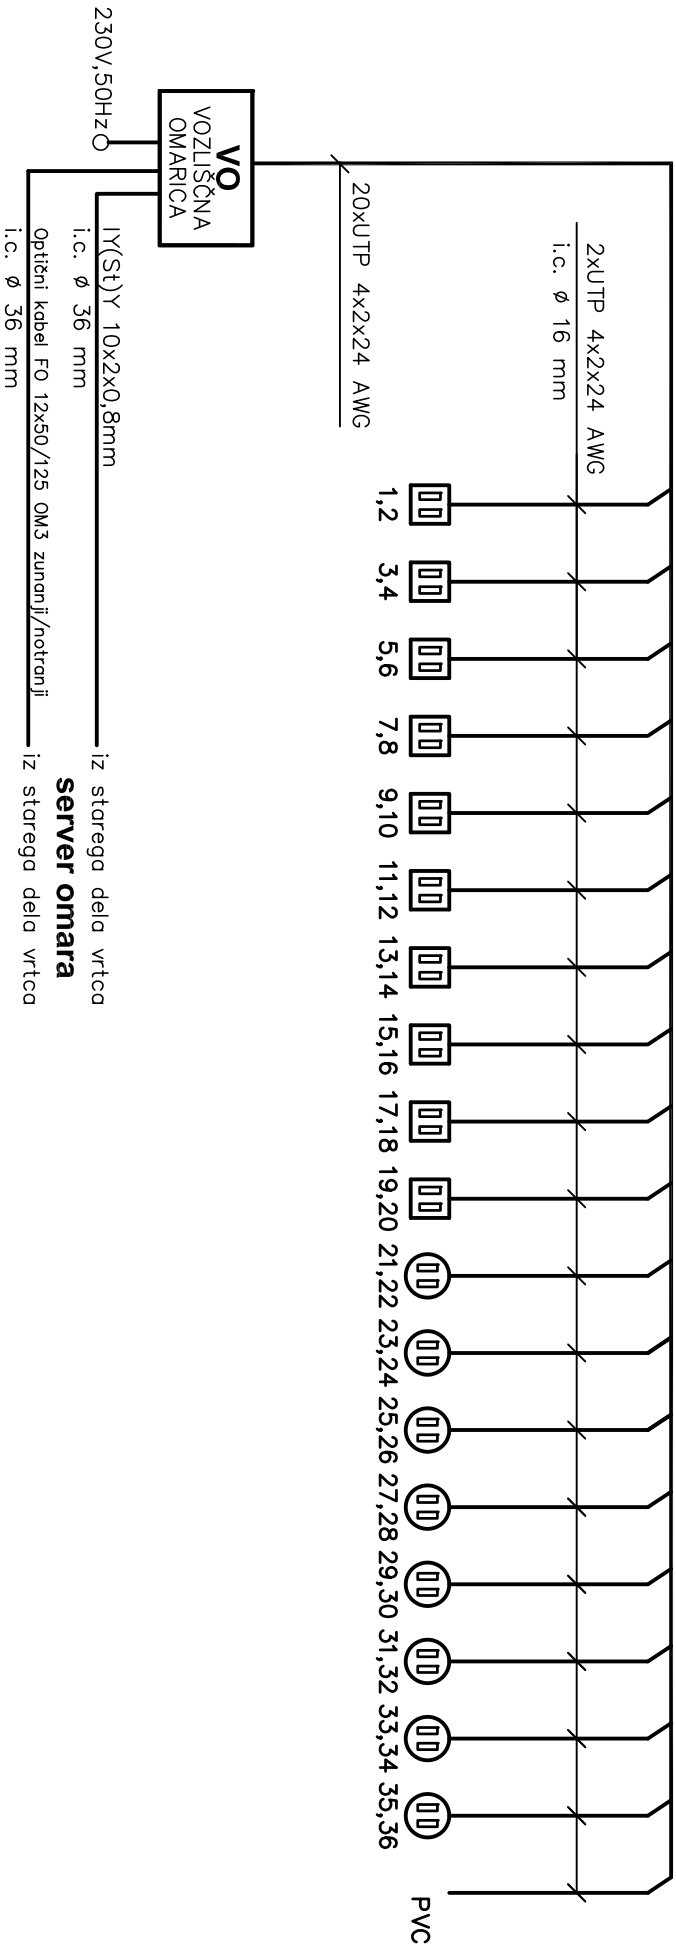 2xUTP 4x2x24 AWG
i.c. ø 16 mm
20xUTP 4x2x24 AWG
VO
VOZLIŠČNA
OMARICA
230V,50Hz
IY(St)Y 10x2x0,8mm
i.c. ø 36 mm
Optični kabel FO 12x50/125 OM3 zunanji/notranji
i.c. ø 36 mm
iz starega dela vrtca
server omara
iz starega dela vrtca
1,2
3,4
5,6
7,8
9,10
11,12
13,14
15,16
17,18
19,20
21,22
23,24
25,26
27,28
29,30
31,32
33,34
35,36
PVC